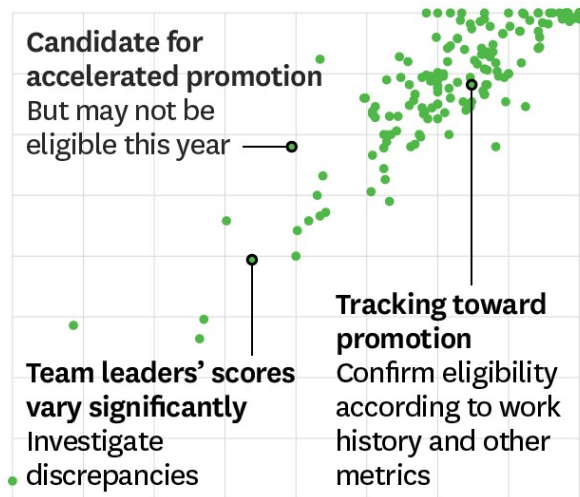 Candidate for
accelerated promotion
But may not be
eligible this year
Tracking toward
promotion
Confirm eligibility
according to work
history and other
metrics
Team leaders’ scores
vary significantly
Investigate
discrepancies